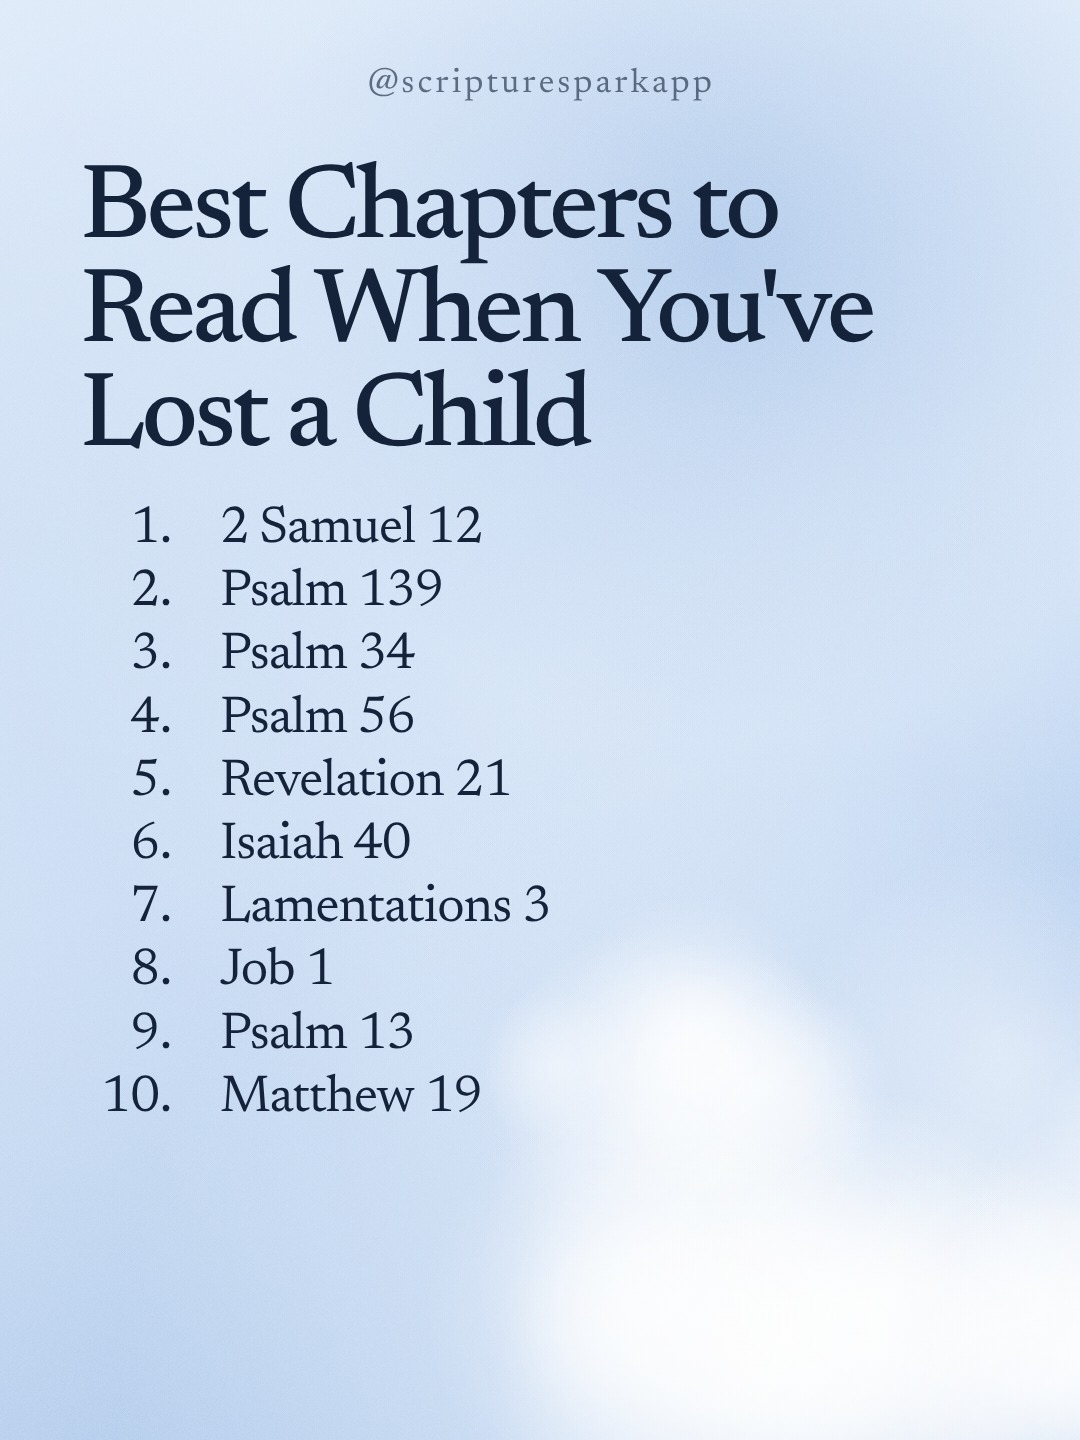 @scripturesparkapp
Best Chapters to
Read When You've
Lost a Child
1. 2 Samuel 12
2. Psalm 139
3. Psalm 34
4. Psalm 56
5. Revelation 21
6. Isaiah 40
7. Lamentations 3
8. Job 1
9. Psalm 13
10. Matthew 19